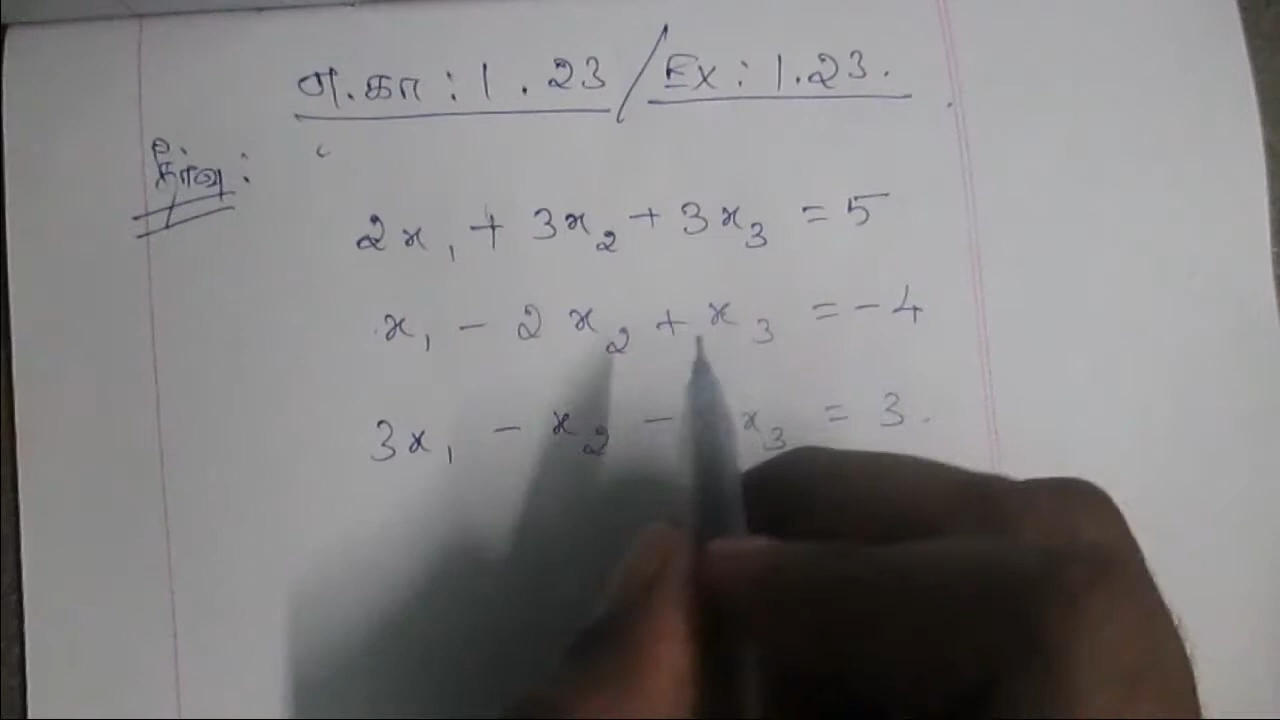 எ.கா : 1.23 / Ex : 1.23.
தீர்வு :
2x₁ + 3x₂ + 3x₃ = 5
x₁ - 2x₂ + x₃ = -4
3x₁ - x₂ - x₃ = 3.